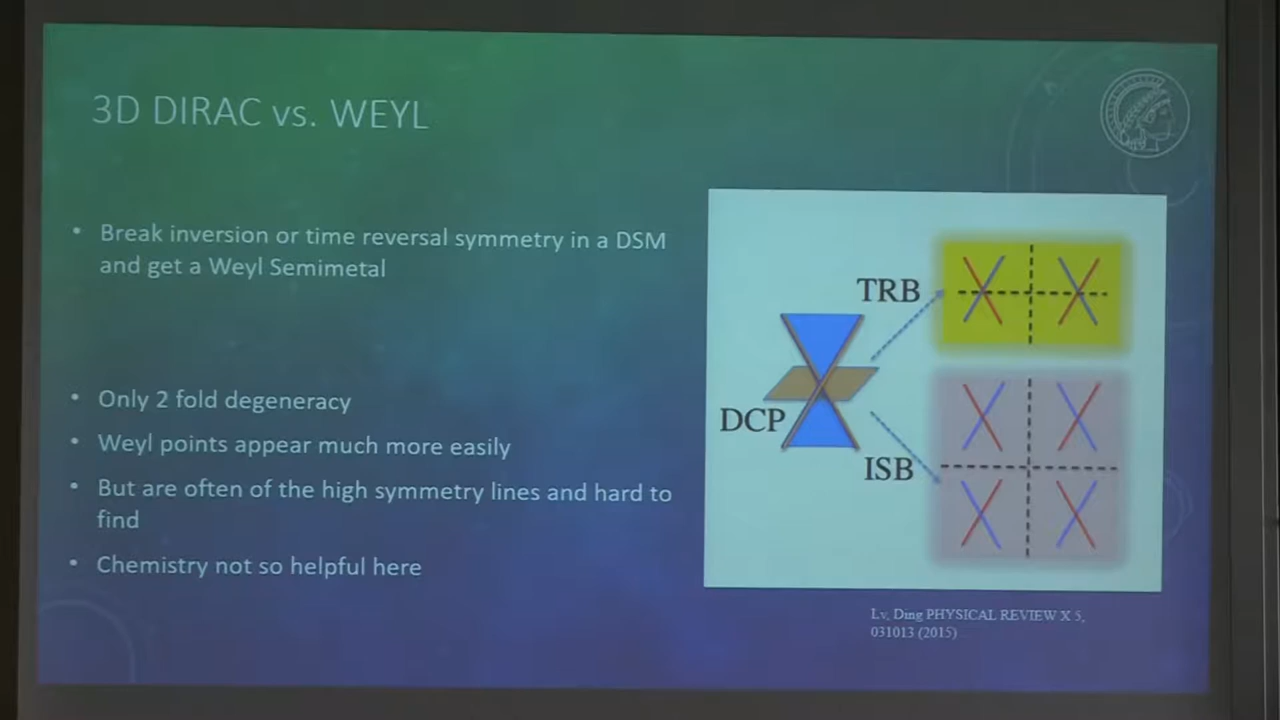 3D DIRAC vs. WEYL
• Break inversion or time reversal symmetry in a DSM
and get a Weyl Semimetal
• Only 2 fold degeneracy
• Weyl points appear much more easily
• But are often of the high symmetry lines and hard to
find
• Chemistry not so helpful here
TRB
DCP
ISB
Lv, Ding PHYSICAL REVIEW X 5,
031013 (2015)